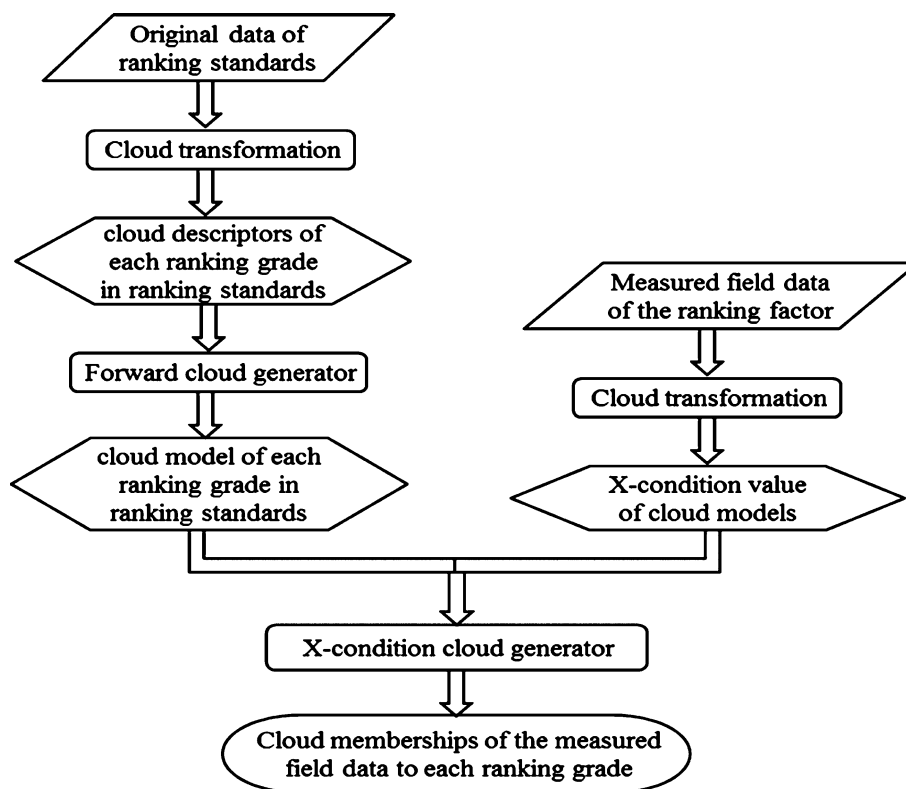 Original data of
ranking standards
Cloud transformation
cloud descriptors of
each ranking grade
in ranking standards
Forward cloud generator
cloud model of each
ranking grade in
ranking standards
Measured field data
of the ranking factor
Cloud transformation
X-condition value
of cloud models
X-condition cloud generator
Cloud memberships of the measured
field data to each ranking grade